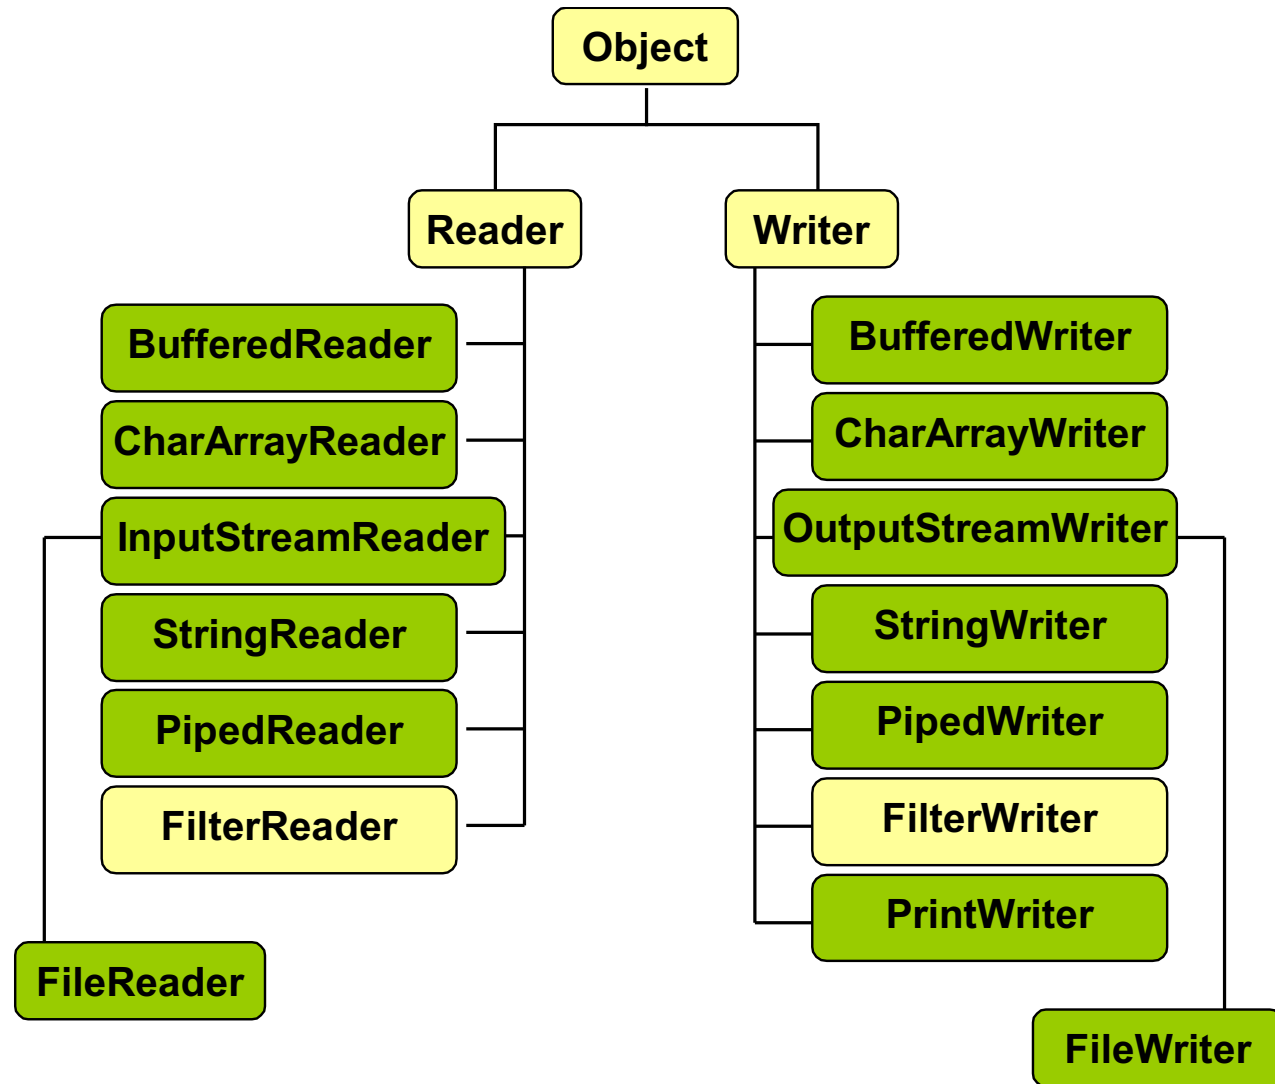 Object
Reader
Writer
BufferedReader
CharArrayReader
InputStreamReader
StringReader
PipedReader
FilterReader
FileReader
BufferedWriter
CharArrayWriter
OutputStreamWriter
StringWriter
PipedWriter
FilterWriter
PrintWriter
FileWriter